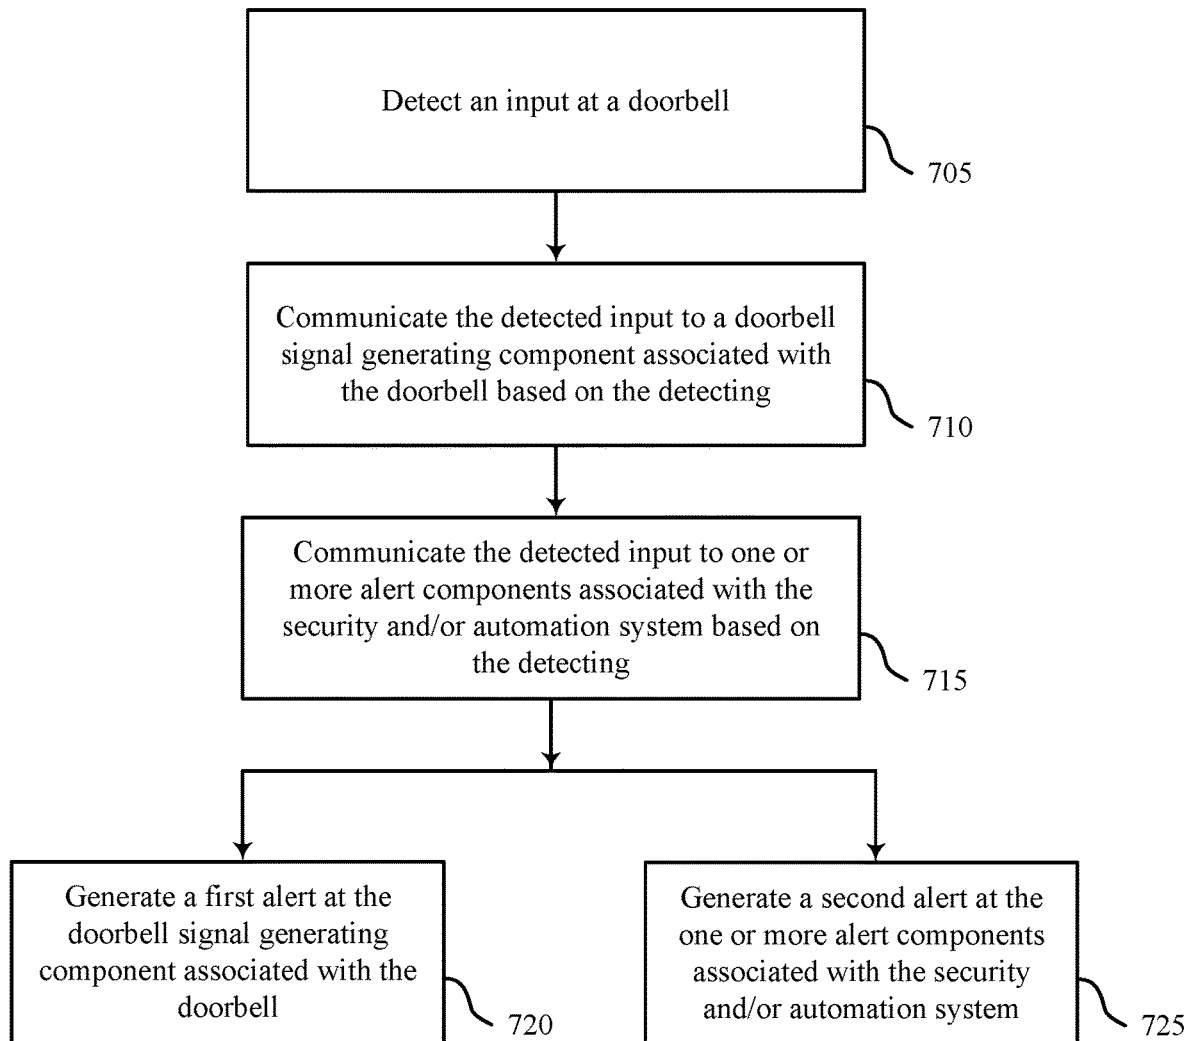 Detect an input at a doorbell
705
Communicate the detected input to a doorbell
signal generating component associated with
the doorbell based on the detecting
710
Communicate the detected input to one or
more alert components associated with the
security and/or automation system based on
the detecting
715
Generate a first alert at the
doorbell signal generating
component associated with the
doorbell
720
Generate a second alert at the
one or more alert components
associated with the security
and/or automation system
725